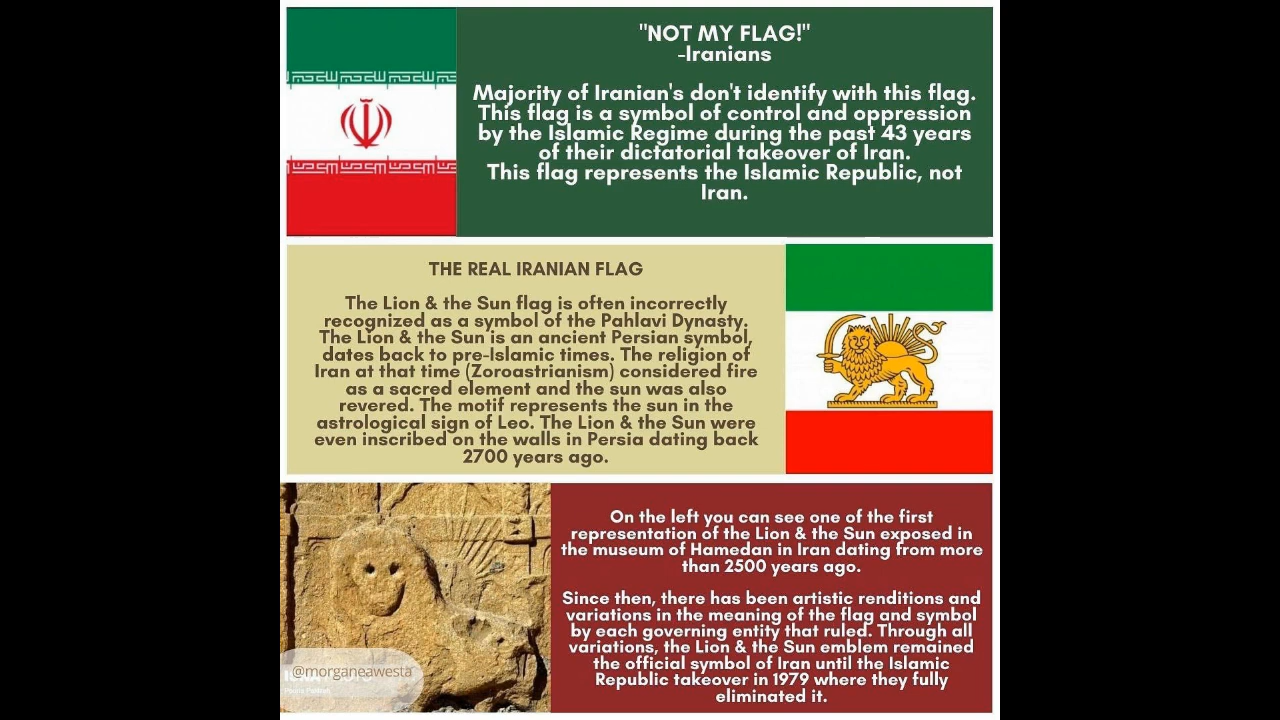 "NOT MY FLAG!"
-Iranians
Majority of Iranian's don't identify with this flag.
This flag is a symbol of control and oppression
by the Islamic Regime during the past 43 years
of their dictatorial takeover of Iran.
This flag represents the Islamic Republic, not
Iran.
THE REAL IRANIAN FLAG
The Lion & the Sun flag is often incorrectly
recognized as a symbol of the Pahlavi Dynasty.
The Lion & the Sun is an ancient Persian symbol,
dates back to pre-Islamic times. The religion of
Iran at that time (Zoroastrianism) considered fire
as a sacred element and the sun was also
revered. The motif represents the sun in the
astrological sign of Leo. The Lion & the Sun were
even inscribed on the walls in Persia dating back
2700 years ago.
On the left you can see one of the first
representation of the Lion & the Sun exposed in
the museum of Hamedan in Iran dating from more
than 2500 years ago.
Since then, there has been artistic renditions and
variations in the meaning of the flag and symbol
by each governing entity that ruled. Through all
variations, the Lion & the Sun emblem remained
the official symbol of Iran until the Islamic
Republic takeover in 1979 where they fully
eliminated it.
@morganeawesta